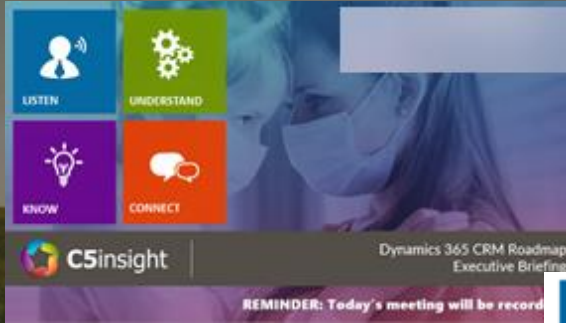 LISTEN
UNDERSTAND
KNOW
CONNECT
C5insight
Dynamics 365 CRM Roadmap
Executive Briefing
REMINDER: Today's meeting will be record